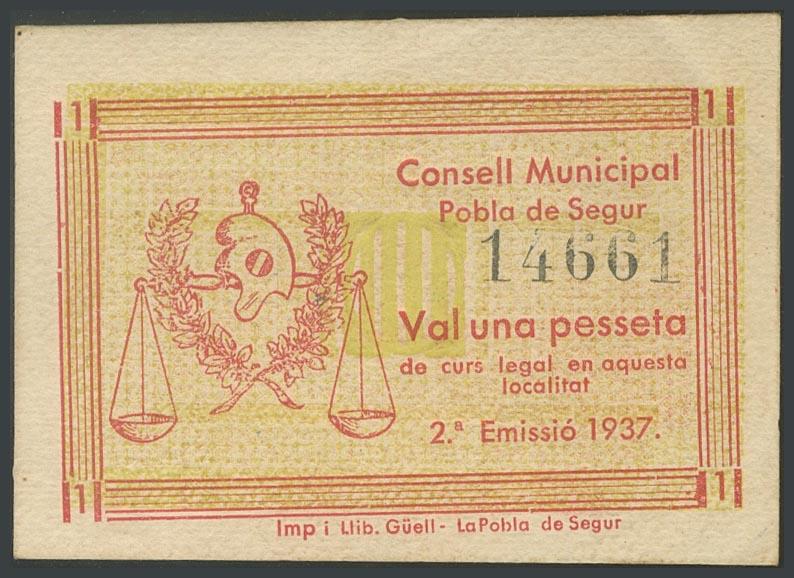 1 1
Consell Municipal
Pobla de Segur
14661
Val una pesseta
de curs legal en aquesta
localitat
2.ª Emissió 1937.
1 1
Imp i Llib. Güell - La Pobla de Segur